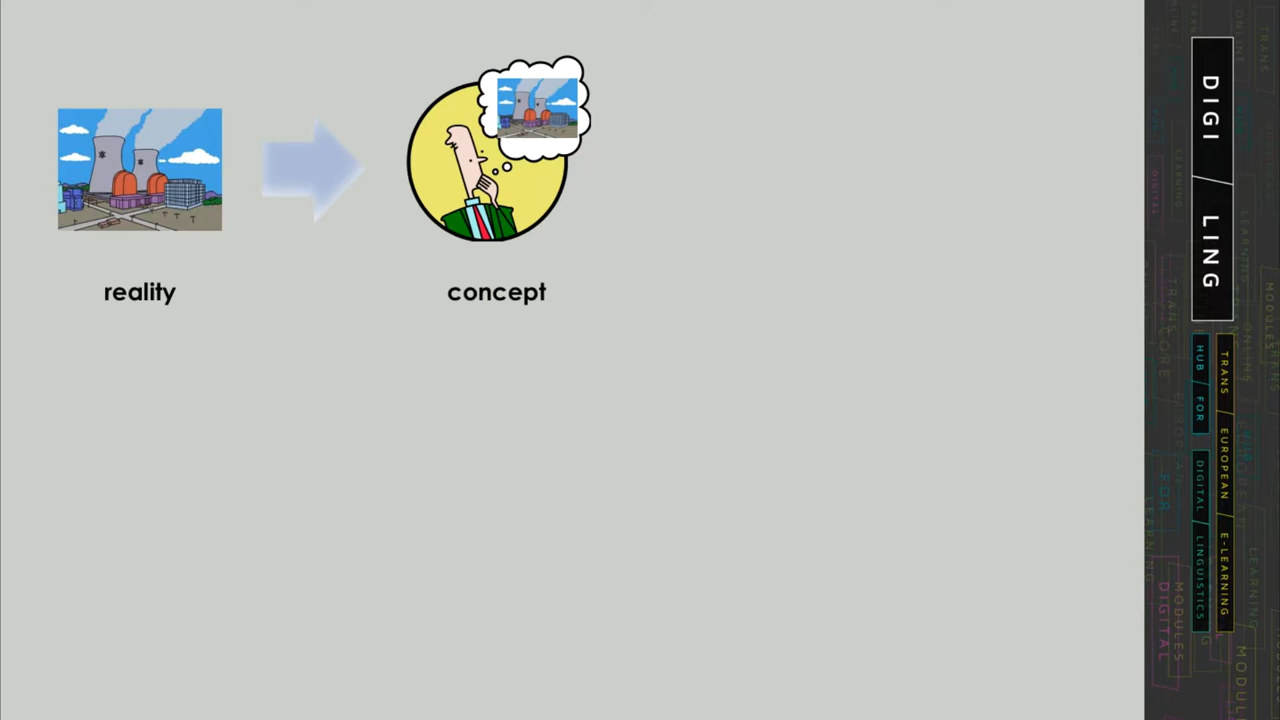 reality
concept
DIGI / LING
HUB / FOR
DIGITAL / LINGUISTICS
TRANS / EUROPEAN / E-LEARNING